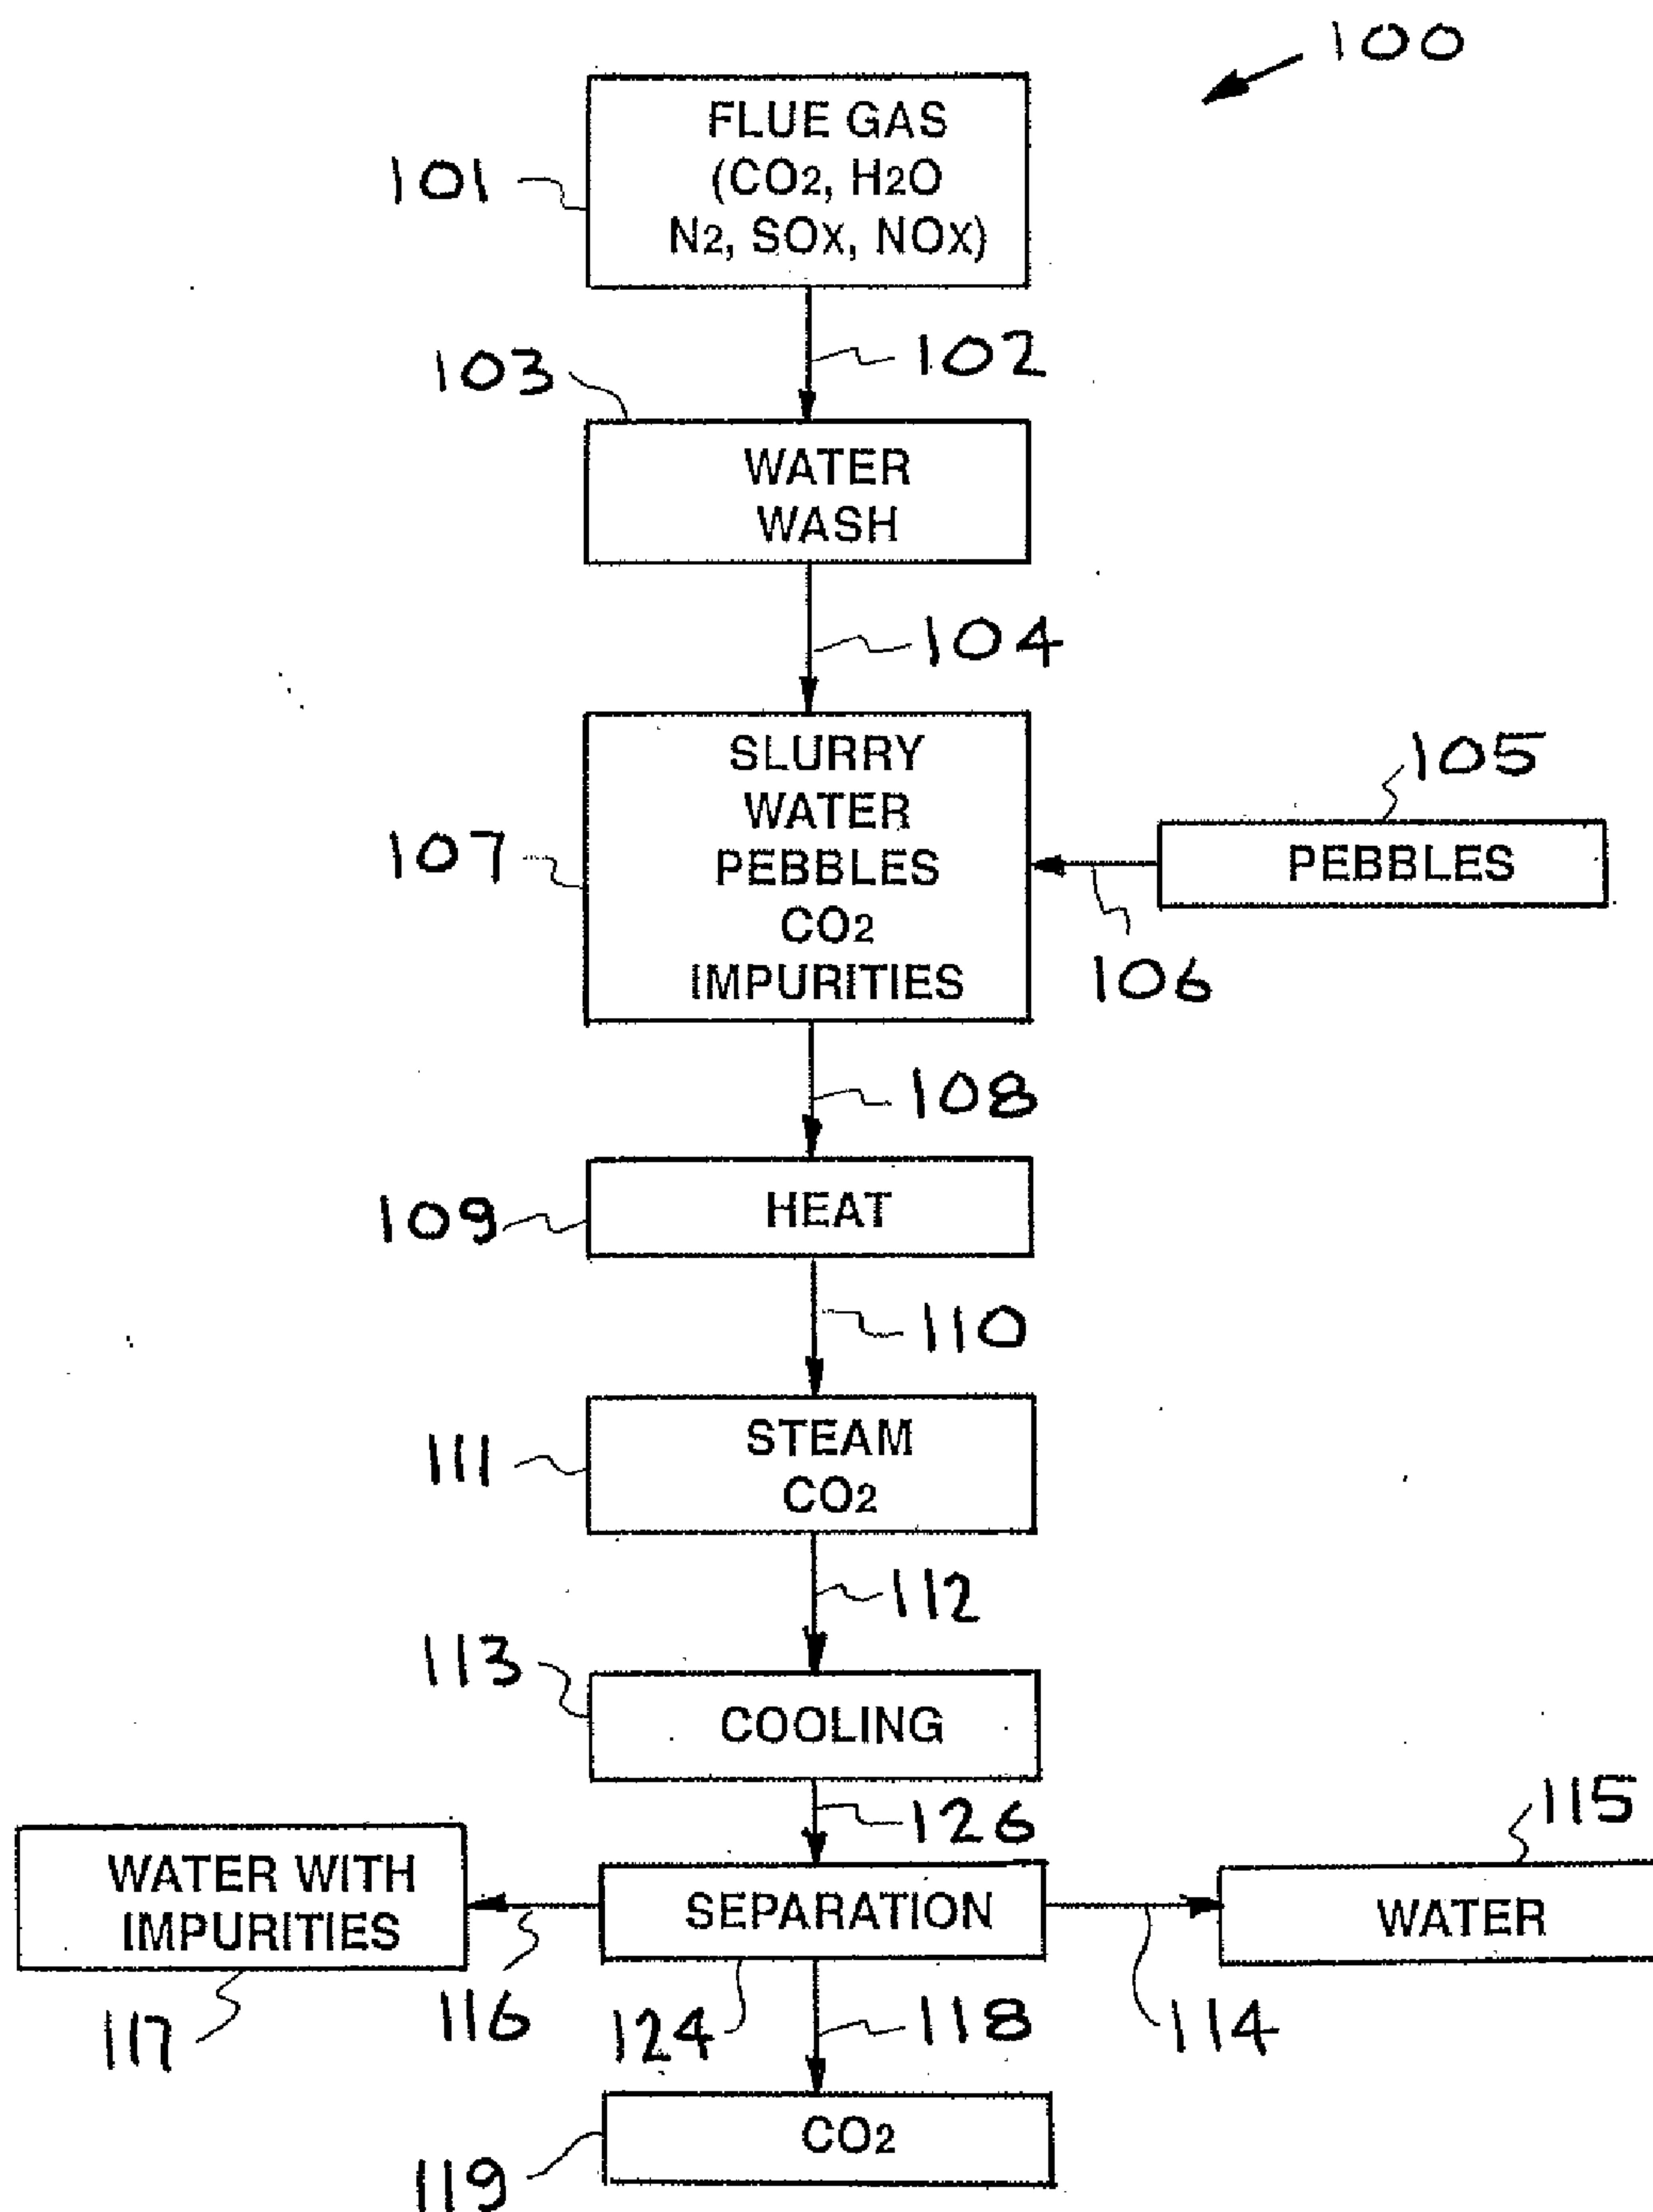 100
FLUE GAS
(CO2, H2O
N2, SOX, NOX)
101
102
103
WATER
WASH
104
SLURRY
WATER
PEBBLES
CO2
IMPURITIES
107
105
PEBBLES
106
108
HEAT
109
110
STEAM
CO2
111
112
113
COOLING
126
115
WATER WITH
IMPURITIES
SEPARATION
WATER
117
116
124
118
114
CO2
119